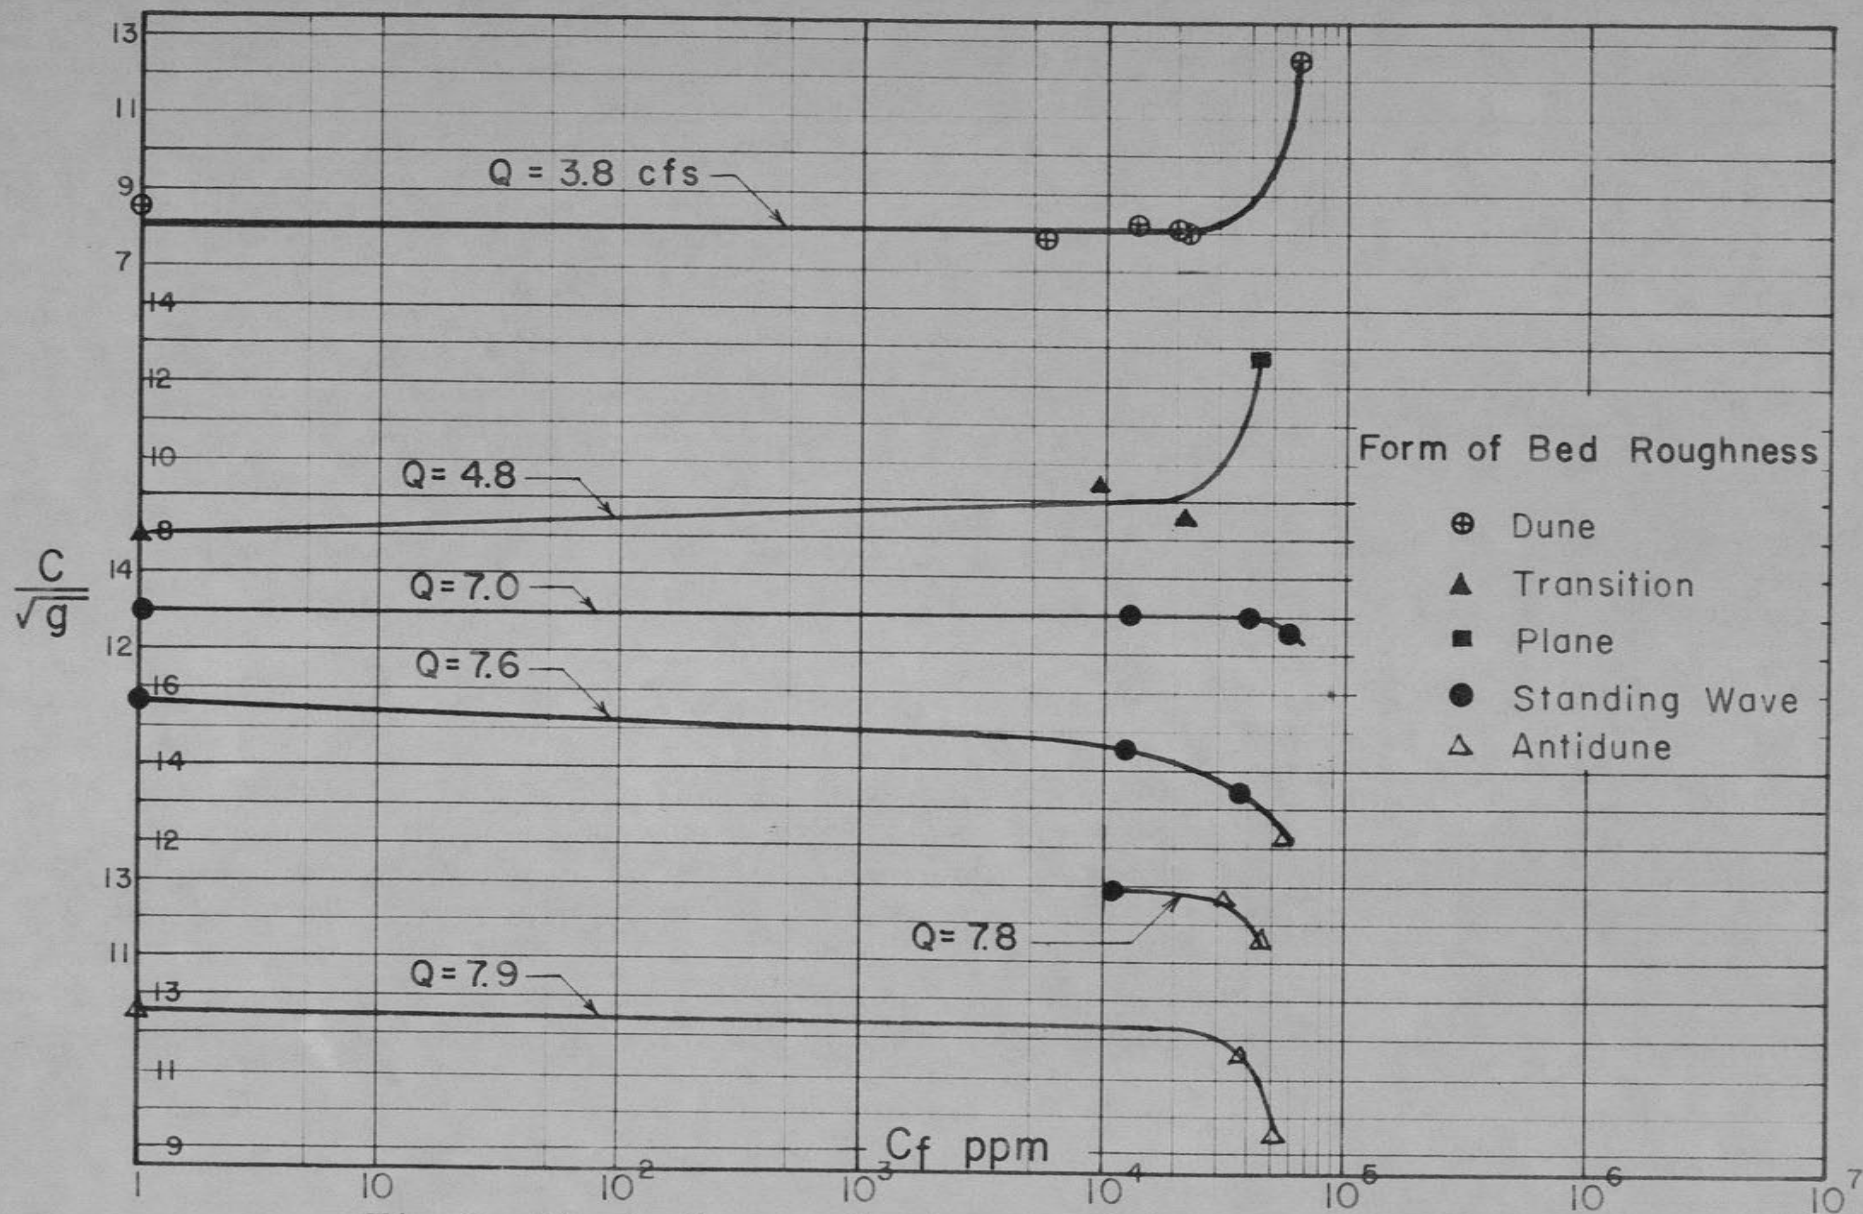 13
11
9
7
Q = 3.8 cfs
14
12
10
8
Q = 4.8
14
12
Q = 7.0
C
√g
16
14
12
Q = 7.6
13
11
Q = 7.8
13
11
9
Q = 7.9
Form of Bed Roughness
⊕ Dune
▲ Transition
■ Plane
● Standing Wave
△ Antidune
Cf ppm
1 10 10² 10³ 10⁴ 10⁵ 10⁶ 10⁷